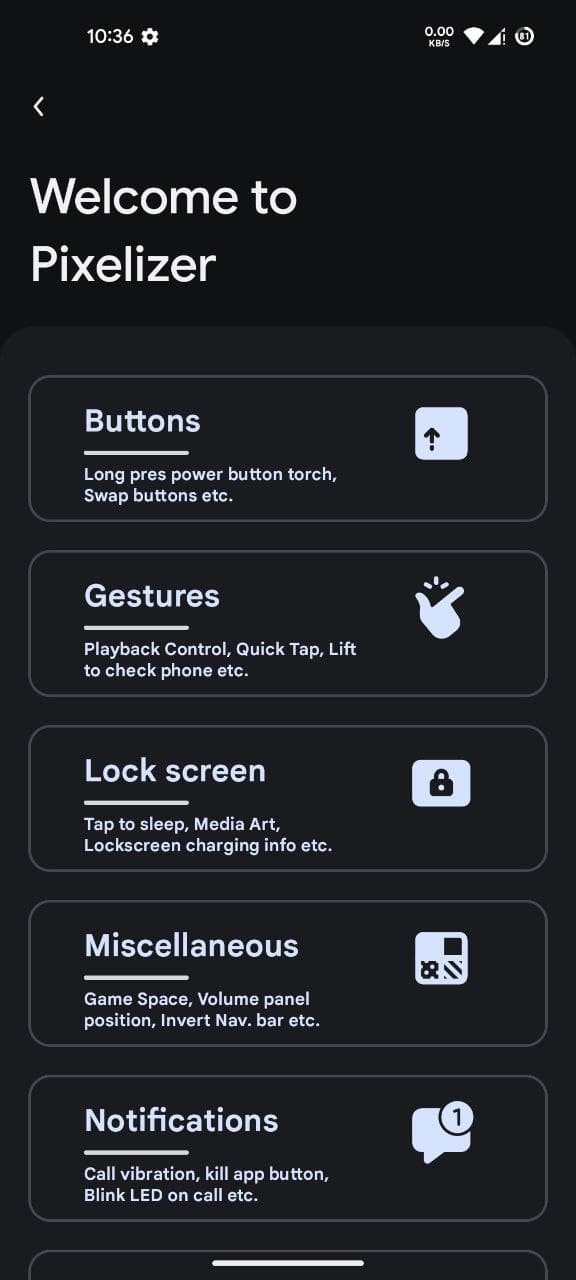 10:36
0.00
KB/S
81
Welcome to
Pixelizer
Buttons
Long pres power button torch,
Swap buttons etc.
Gestures
Playback Control, Quick Tap, Lift
to check phone etc.
Lock screen
Tap to sleep, Media Art,
Lockscreen charging info etc.
Miscellaneous
Game Space, Volume panel
position, Invert Nav. bar etc.
Notifications
1
Call vibration, kill app button,
Blink LED on call etc.